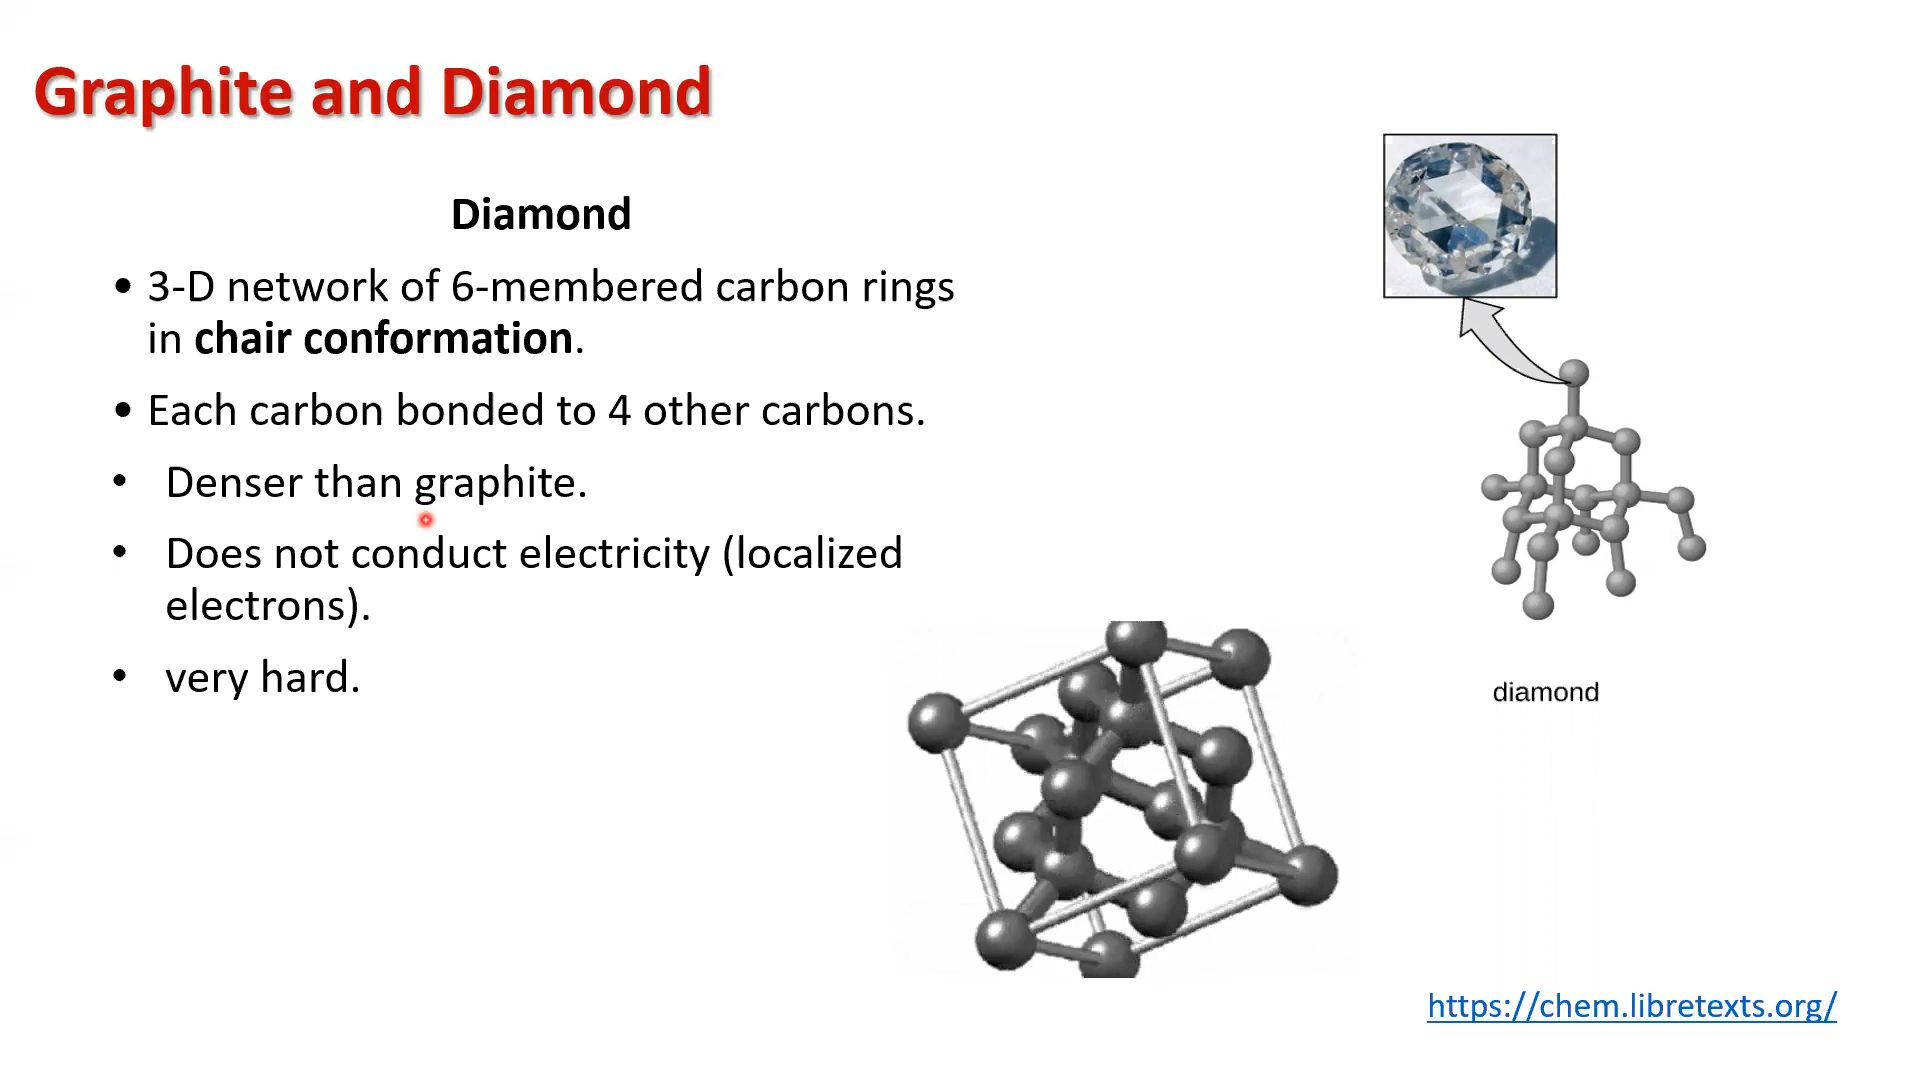 Graphite and Diamond
Diamond
• 3-D network of 6-membered carbon rings
in chair conformation.
• Each carbon bonded to 4 other carbons.
• Denser than graphite.
• Does not conduct electricity (localized
electrons).
• very hard.
diamond
https://chem.libretexts.org/